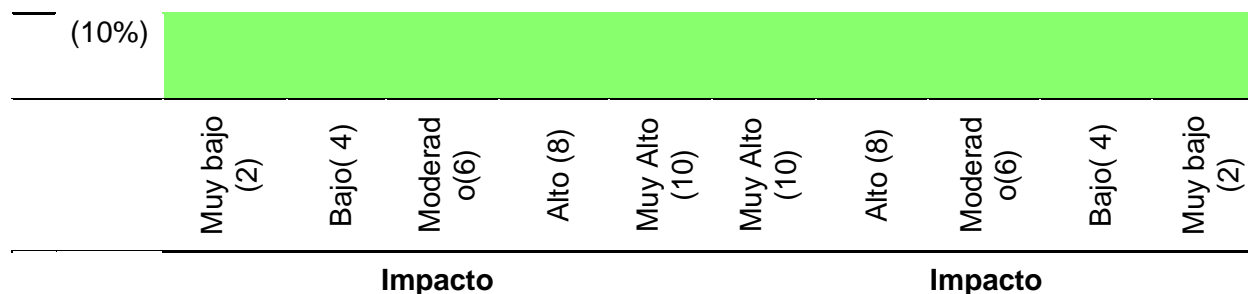 (10%)
Muy bajo
(2)
Bajo( 4)
Moderad
o(6)
Alto (8)
Muy Alto
(10)
Muy Alto
(10)
Alto (8)
Moderad
o(6)
Bajo( 4)
Muy bajo
(2)
Impacto Impacto